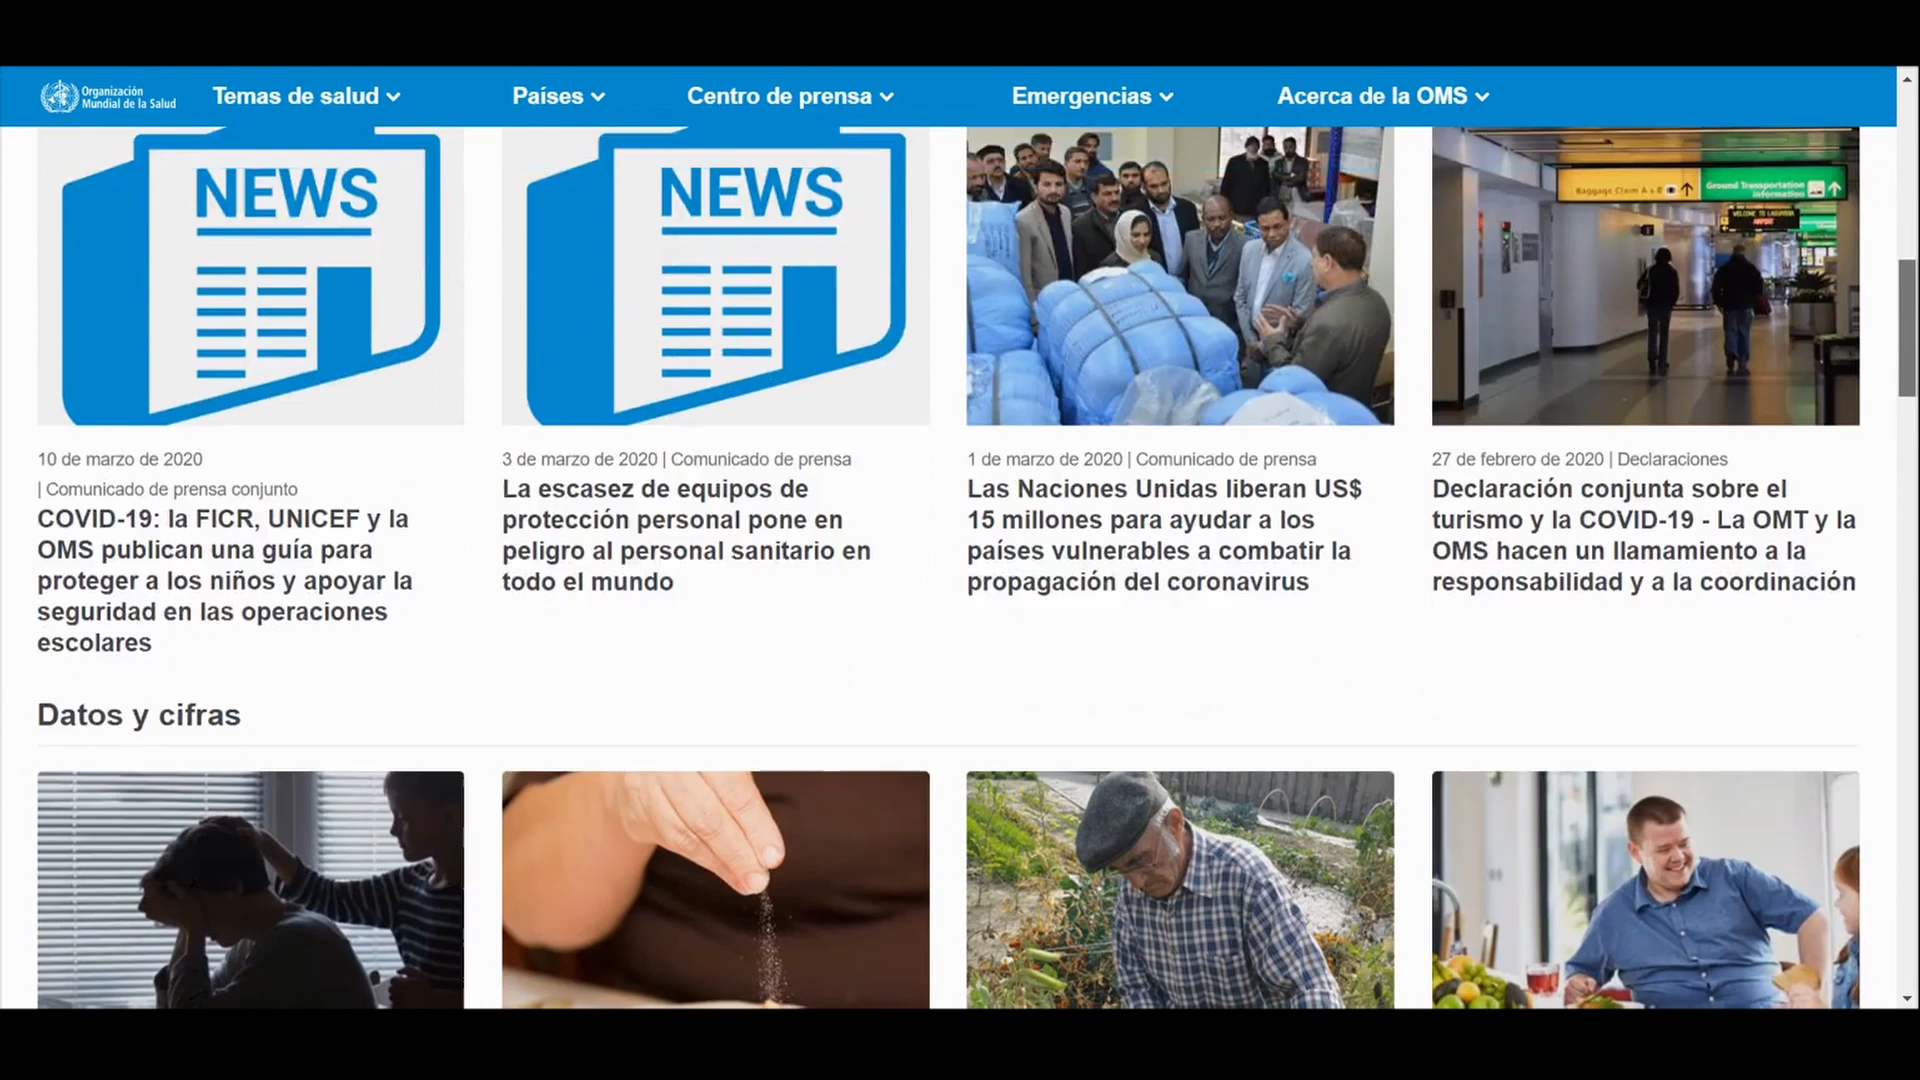 Organización
Mundial de la Salud
Temas de salud
Países
Centro de prensa
Emergencias
Acerca de la OMS
NEWS
NEWS
Baggage Claim A & B
Ground Transportation
information
WELCOME TO LAGUARDIA
AIRPORT
10 de marzo de 2020
| Comunicado de prensa conjunto
COVID-19: la FICR, UNICEF y la
OMS publican una guía para
proteger a los niños y apoyar la
seguridad en las operaciones
escolares
3 de marzo de 2020 | Comunicado de prensa
La escasez de equipos de
protección personal pone en
peligro al personal sanitario en
todo el mundo
1 de marzo de 2020 | Comunicado de prensa
Las Naciones Unidas liberan US$
15 millones para ayudar a los
países vulnerables a combatir la
propagación del coronavirus
27 de febrero de 2020 | Declaraciones
Declaración conjunta sobre el
turismo y la COVID-19 - La OMT y la
OMS hacen un llamamiento a la
responsabilidad y a la coordinación
Datos y cifras